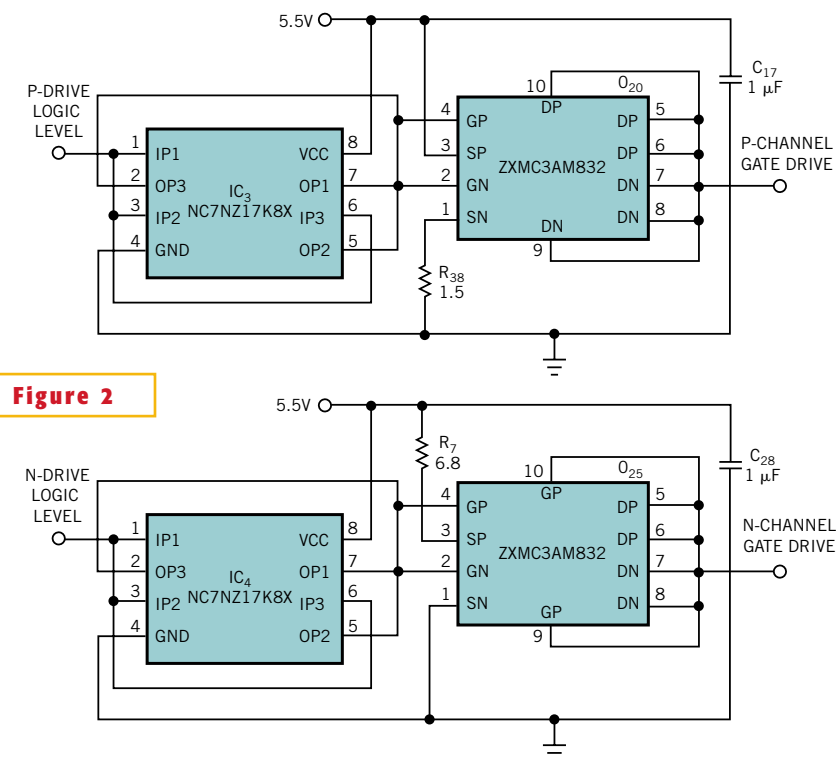 5.5V
C17
1 μF
P-DRIVE
LOGIC
LEVEL
10
O20
DP
4
GP
DP
5
1
IP1
VCC
8
3
SP
DP
6
ZXMC3AM832
P-CHANNEL
GATE DRIVE
2
OP3
IC3
OP1
7
2
GN
DN
7
3
IP2
NC7NZ17K8X
IP3
6
1
SN
DN
8
DN
4
GND
OP2
5
9
R38
1.5
Figure 2
5.5V
R7
6.8
C28
1 μF
N-DRIVE
LOGIC
LEVEL
10
O25
GP
4
GP
DP
5
1
IP1
VCC
8
3
SP
DP
6
ZXMC3AM832
N-CHANNEL
GATE DRIVE
2
OP3
IC4
OP1
7
2
GN
DN
7
3
IP2
NC7NZ17K8X
IP3
6
1
SN
DN
8
GP
4
GND
OP2
5
9